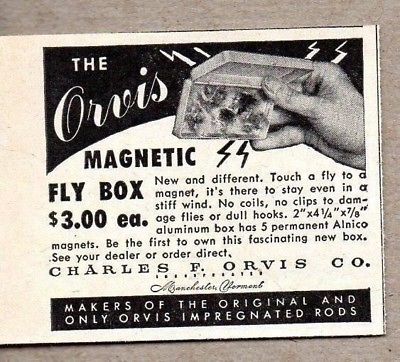 THE
Orvis
MAGNETIC
FLY BOX
$3.00 ea.
New and different. Touch a fly to a
magnet, it's there to stay even in a
stiff wind. No coils, no clips to dam-
age flies or dull hooks. 2"x4¼"x⅞"
aluminum box has 5 permanent Alnico
magnets. Be the first to own this fascinating new box.
See your dealer or order direct.
CHARLES F. ORVIS CO.
INCORPORATED
Manchester, Vermont
MAKERS OF THE ORIGINAL AND
ONLY ORVIS IMPREGNATED RODS